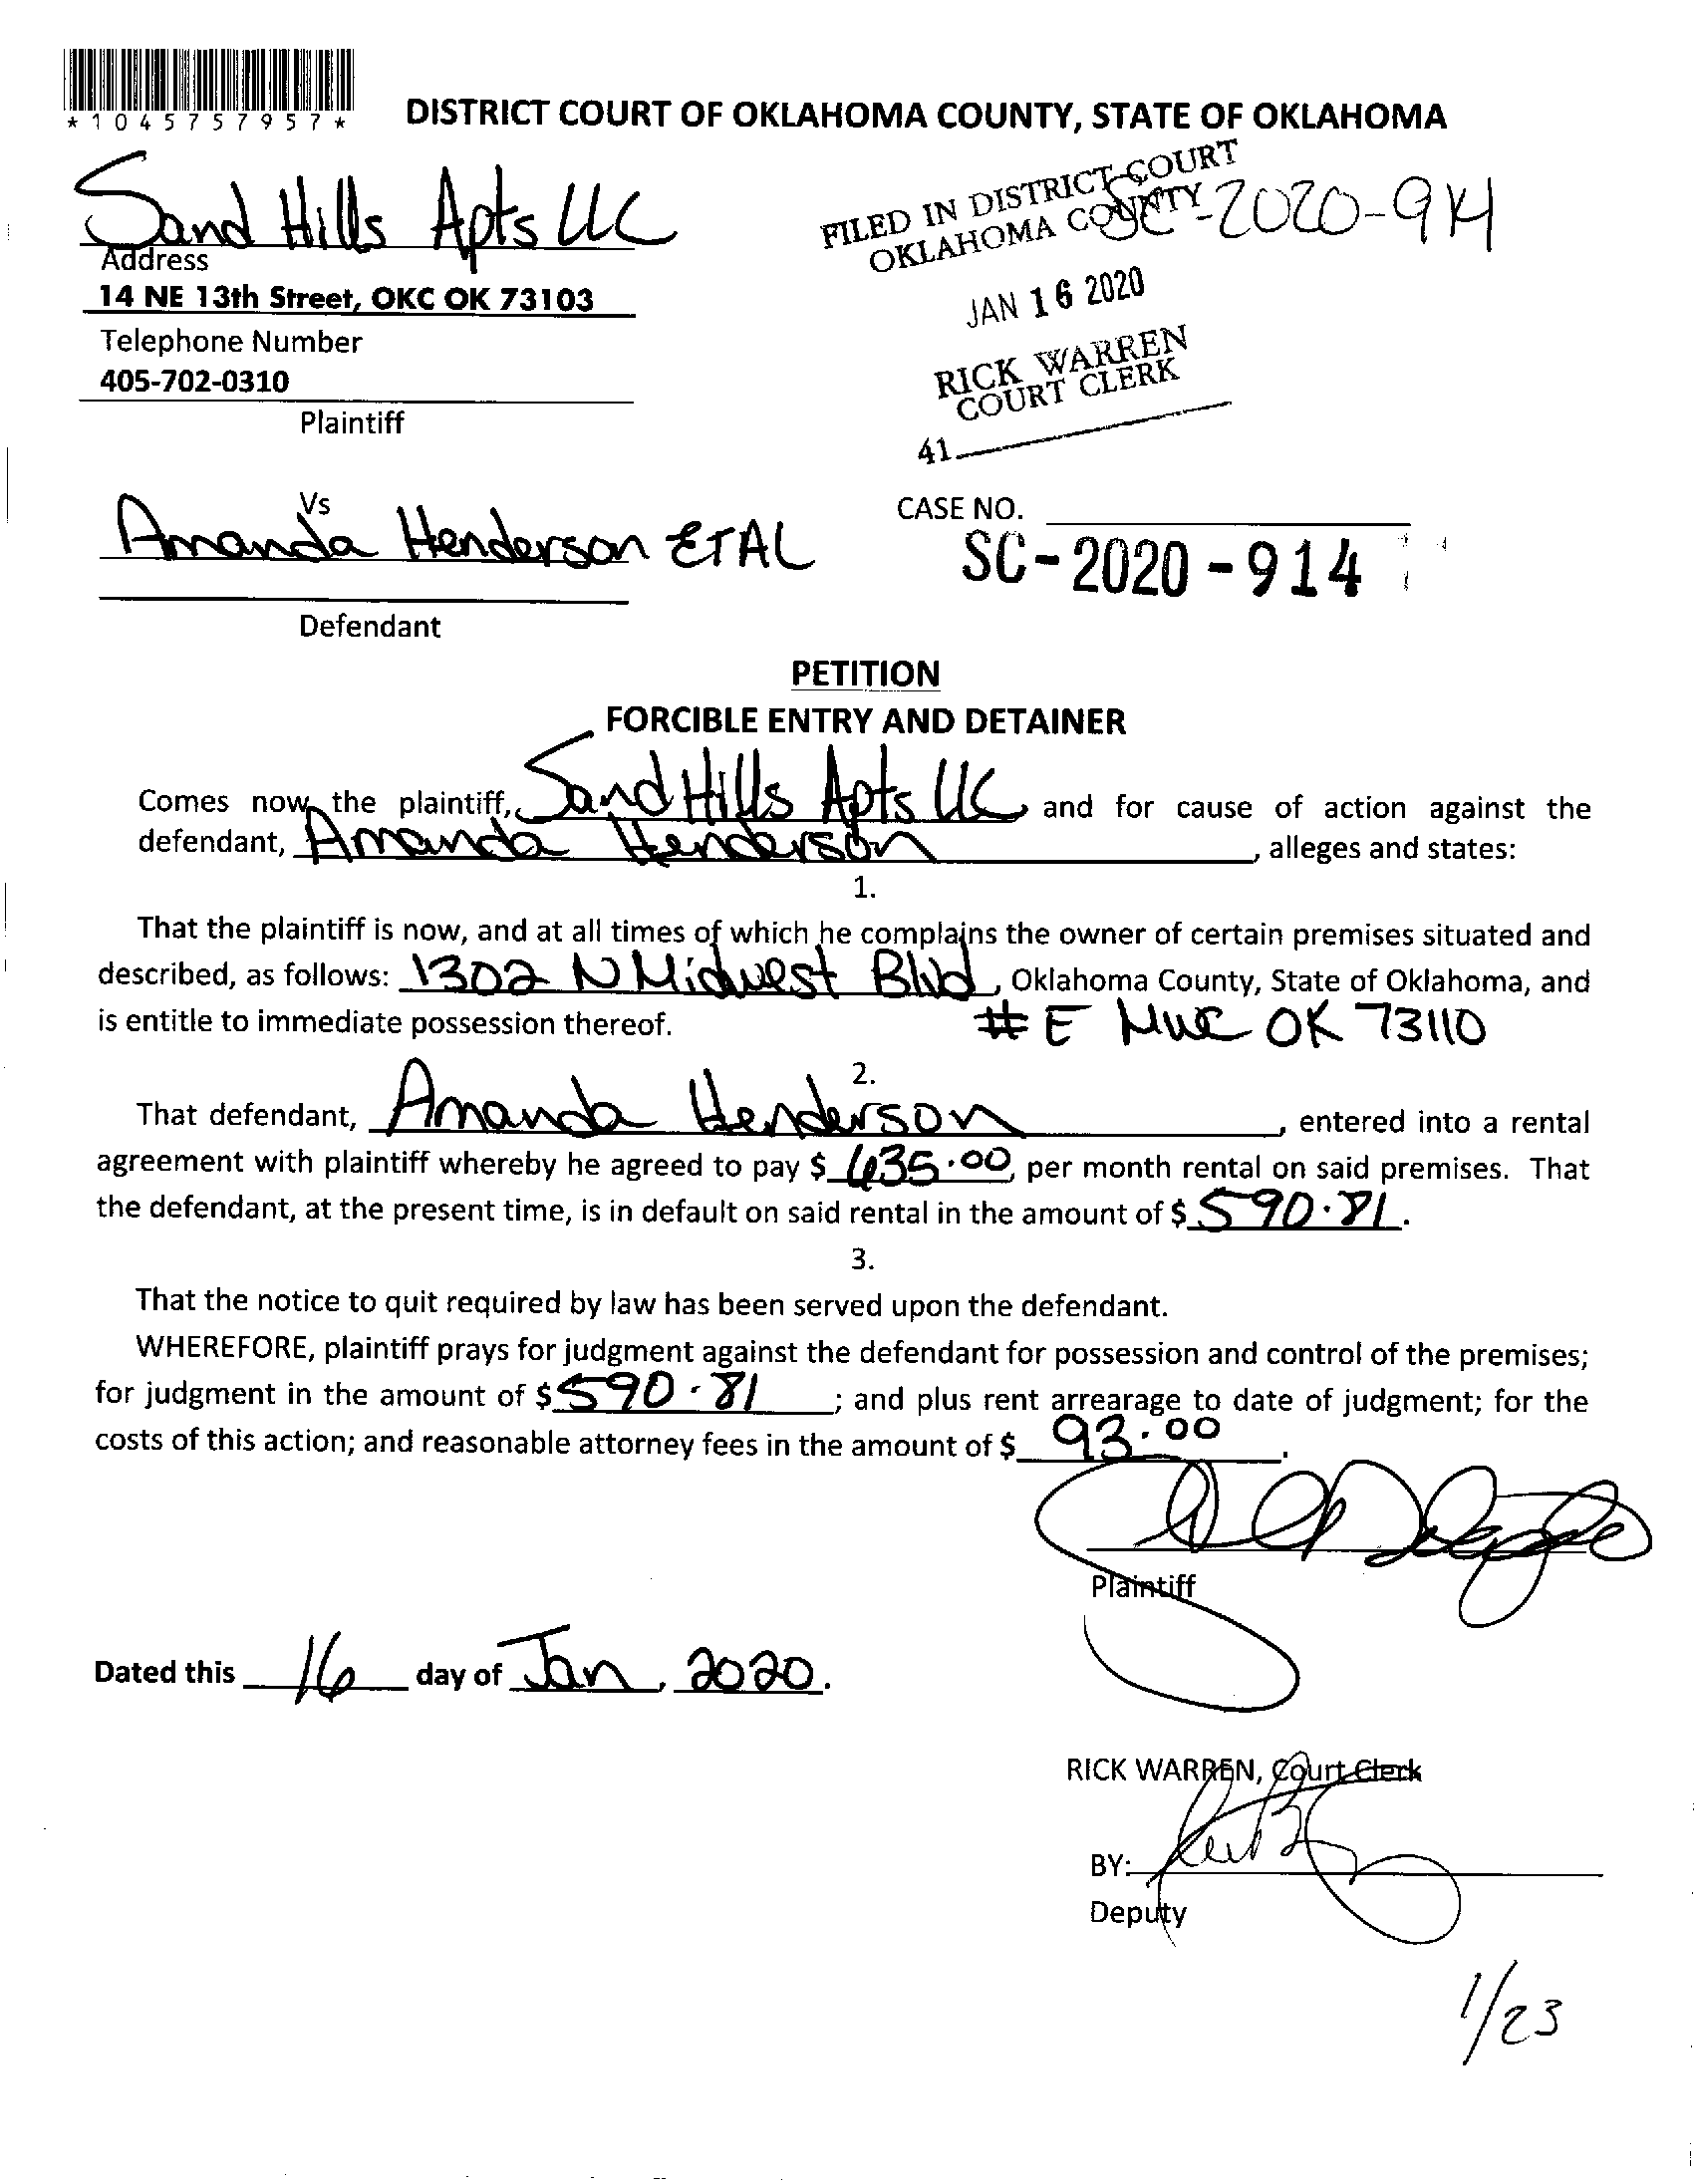 *1045757957*
DISTRICT COURT OF OKLAHOMA COUNTY, STATE OF OKLAHOMA
FILED IN DISTRICT COURT
OKLAHOMA COUNTY
SC-2020-914
JAN 16 2020
RICK WARREN
COURT CLERK
41
Sand Hills Apts LLC
Address
14 NE 13th Street, OKC OK 73103
Telephone Number
405-702-0310
Plaintiff
Vs
Amanda Henderson ETAL
Defendant
CASE NO.
SC-2020-914
PETITION
FORCIBLE ENTRY AND DETAINER
Comes now the plaintiff, Sand Hills Apts LLC and for cause of action against the
defendant, Amanda Henderson, alleges and states:
1.
That the plaintiff is now, and at all times of which he complains the owner of certain premises situated and
described, as follows: 1302 N Midwest Blvd, Oklahoma County, State of Oklahoma, and
is entitle to immediate possession thereof. #E MWC OK 73110
2.
That defendant, Amanda Henderson, entered into a rental
agreement with plaintiff whereby he agreed to pay $ 635.00, per month rental on said premises. That
the defendant, at the present time, is in default on said rental in the amount of $ 590.81.
3.
That the notice to quit required by law has been served upon the defendant.
WHEREFORE, plaintiff prays for judgment against the defendant for possession and control of the premises;
for judgment in the amount of $ 590.81; and plus rent arrearage to date of judgment; for the
costs of this action; and reasonable attorney fees in the amount of $ 93.00.
Plaintiff
Dated this 16 day of Jan, 2020.
RICK WARREN, Court Clerk
BY:
Deputy
1/23